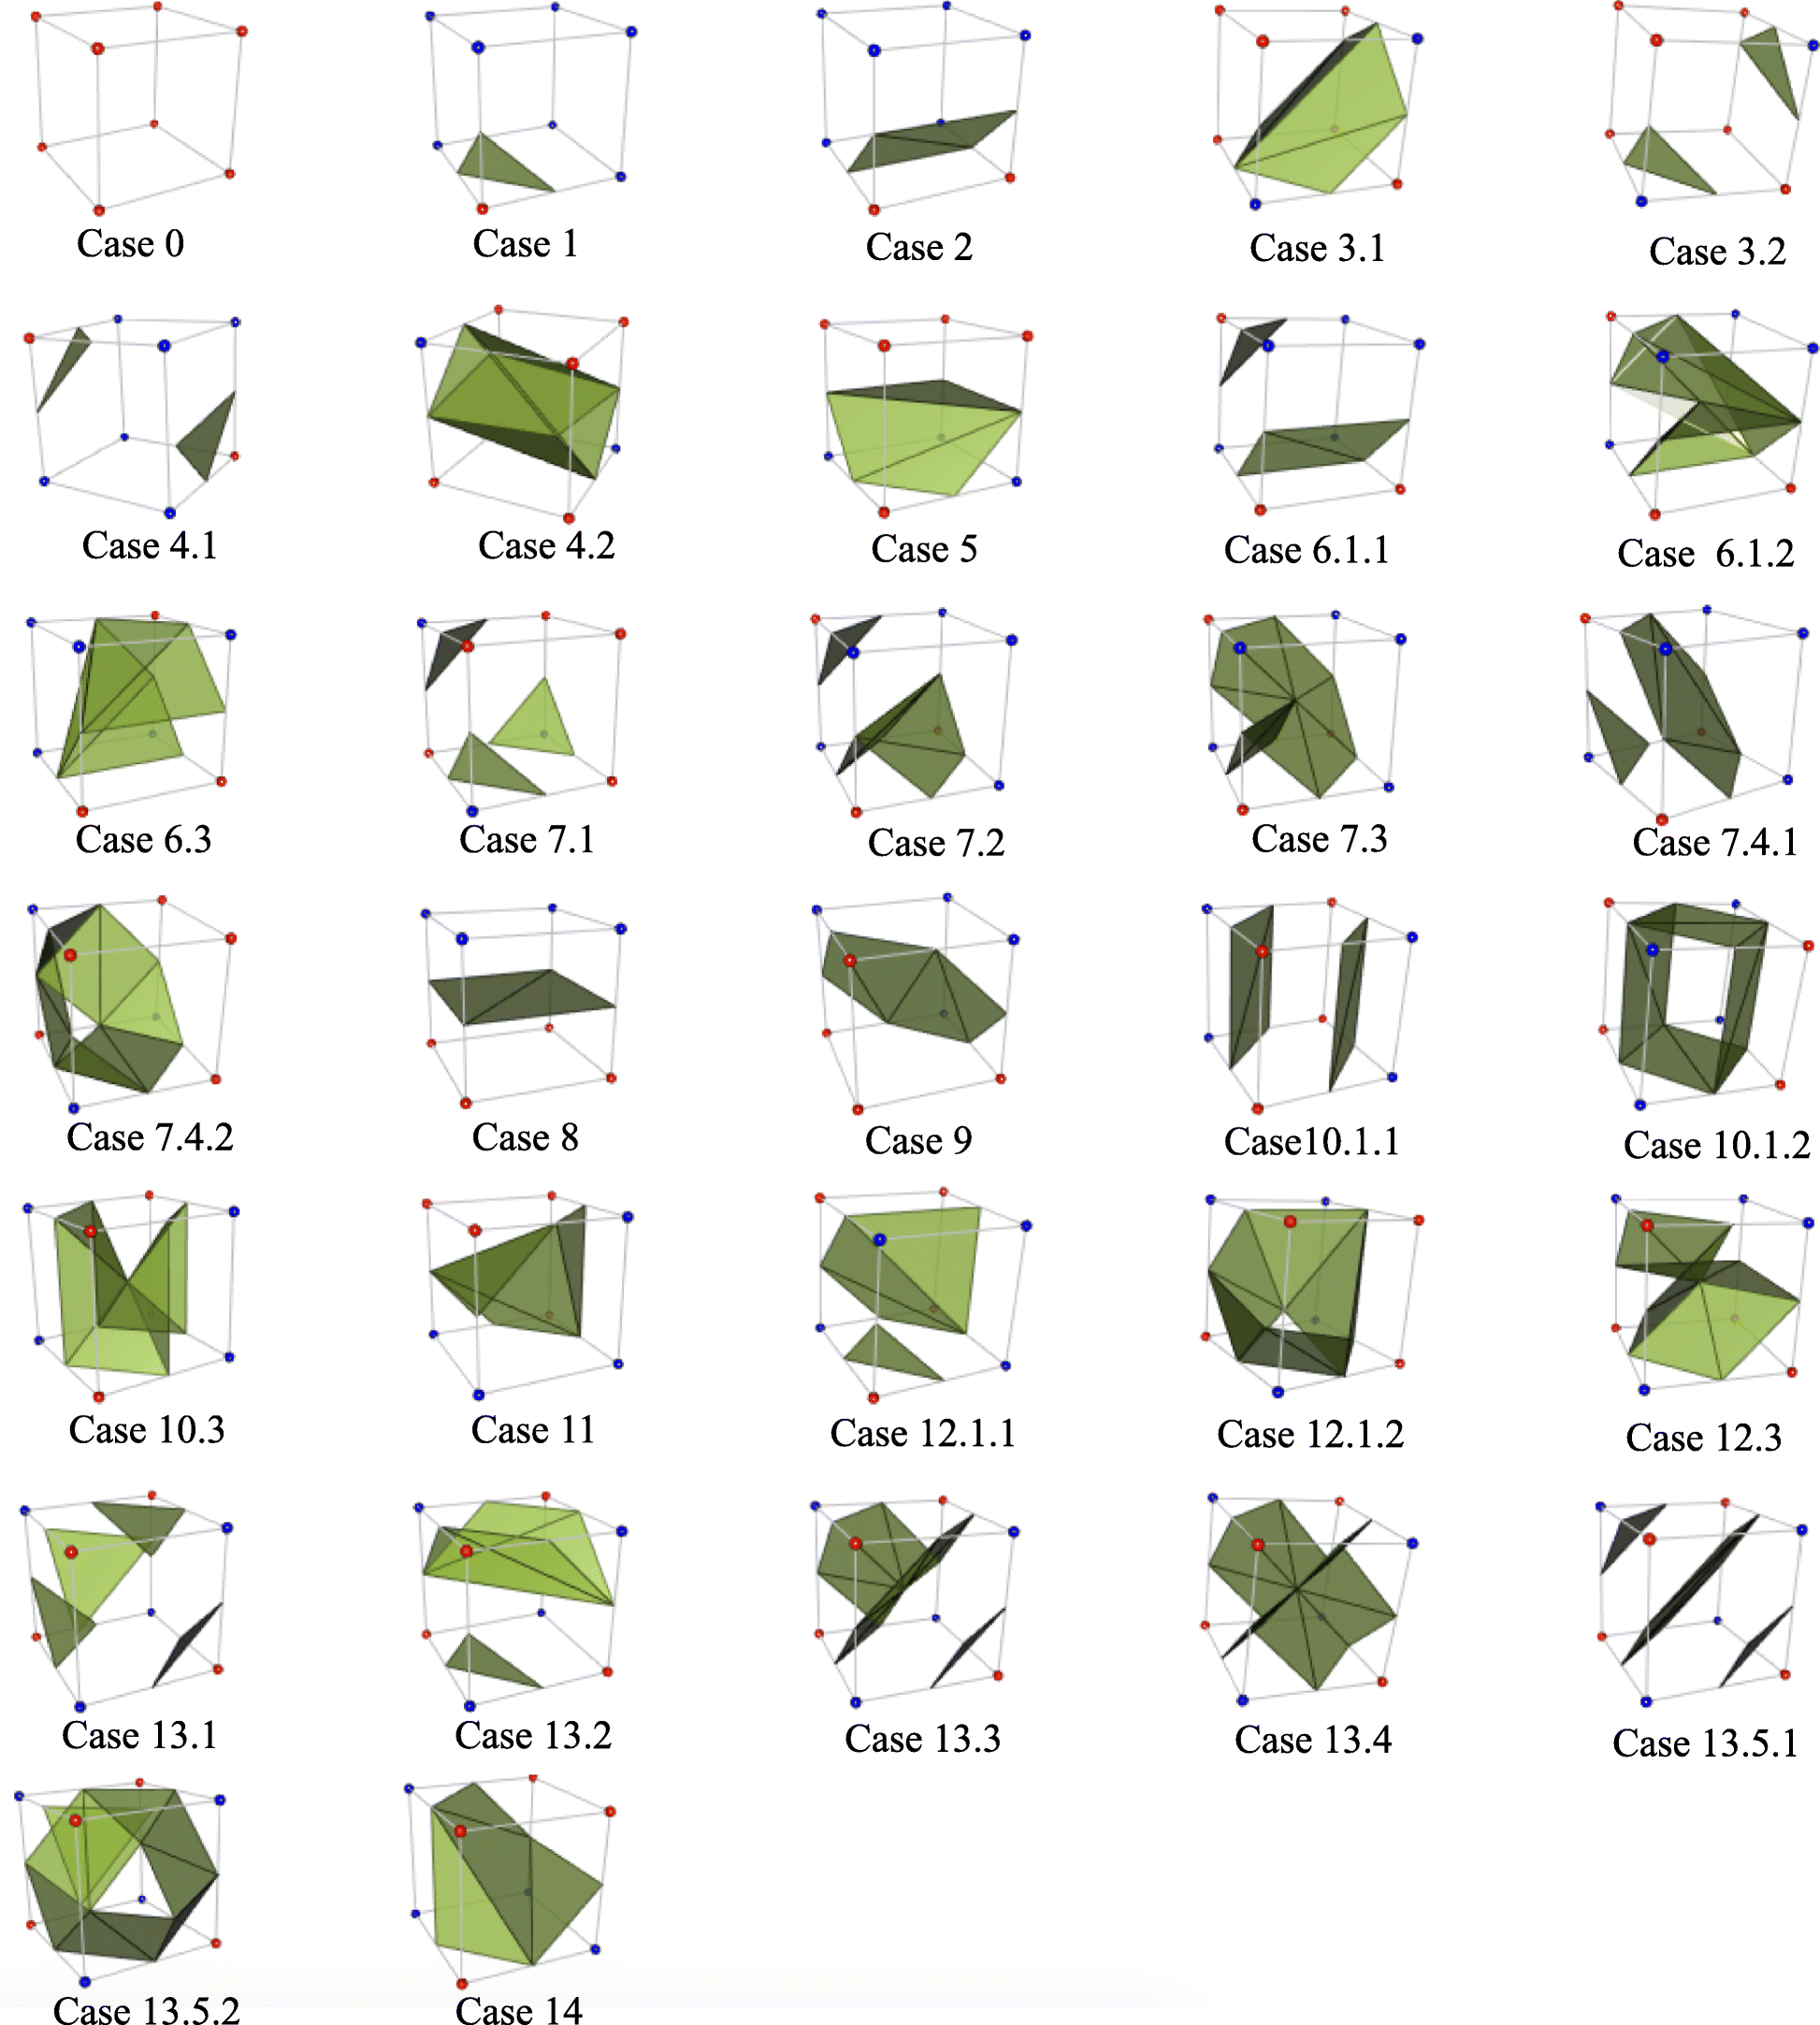 Case 0
Case 1
Case 2
Case 3.1
Case 3.2
Case 4.1
Case 4.2
Case 5
Case 6.1.1
Case 6.1.2
Case 6.3
Case 7.1
Case 7.2
Case 7.3
Case 7.4.1
Case 7.4.2
Case 8
Case 9
Case10.1.1
Case 10.1.2
Case 10.3
Case 11
Case 12.1.1
Case 12.1.2
Case 12.3
Case 13.1
Case 13.2
Case 13.3
Case 13.4
Case 13.5.1
Case 13.5.2
Case 14